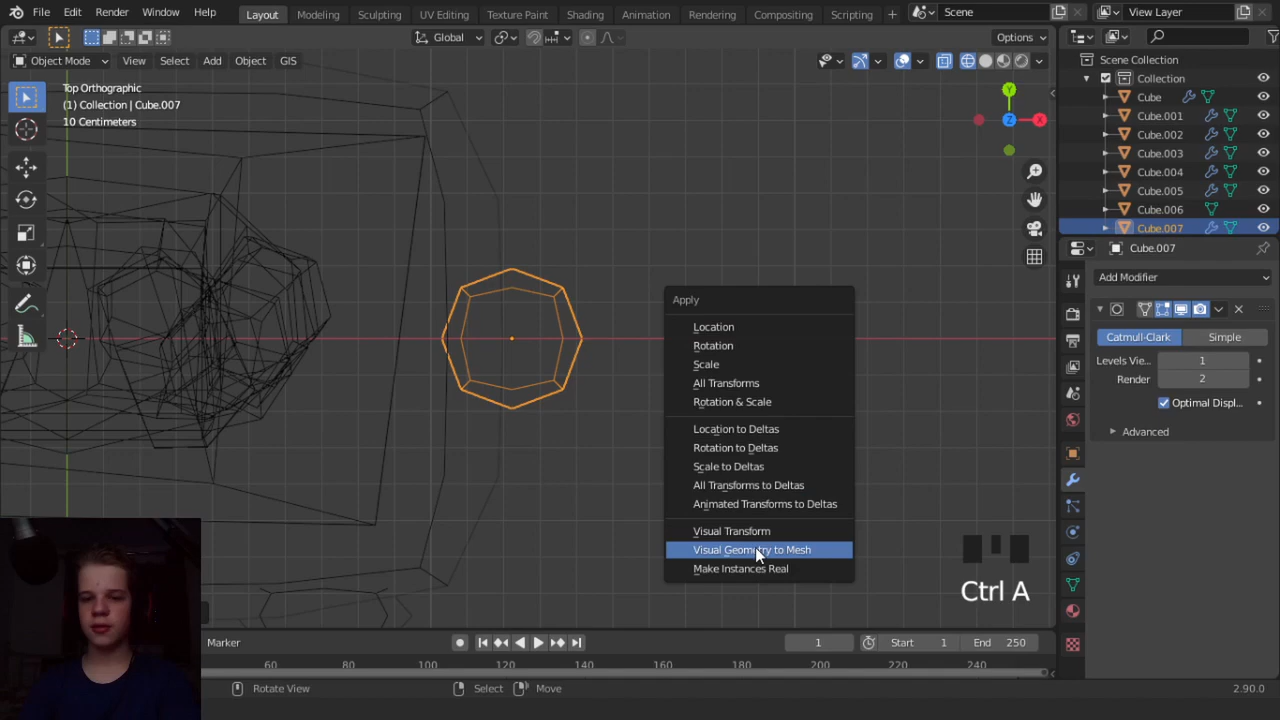 File Edit Render Window Help Layout Modeling Sculpting UV Editing Texture Paint Shading Animation Rendering Compositing Scripting + Scene View Layer
Global Options
Object Mode View Select Add Object GIS
Top Orthographic
(1) Collection | Cube.007
10 Centimeters
Y
Z
X
Scene Collection
Collection
Cube
Cube.001
Cube.002
Cube.003
Cube.004
Cube.005
Cube.006
Cube.007
Cube.007
Add Modifier
Catmull-Clark Simple
Levels Vie... 1
Render 2
Optimal Displ...
Advanced
Apply
Location
Rotation
Scale
All Transforms
Rotation & Scale
Location to Deltas
Rotation to Deltas
Scale to Deltas
All Transforms to Deltas
Animated Transforms to Deltas
Visual Transform
Visual Geometry to Mesh
Make Instances Real
Ctrl A
Marker 1 Start 1 End 250
60 80 100 120 140 160 180 200 220 240
Rotate View Select Move 2.90.0